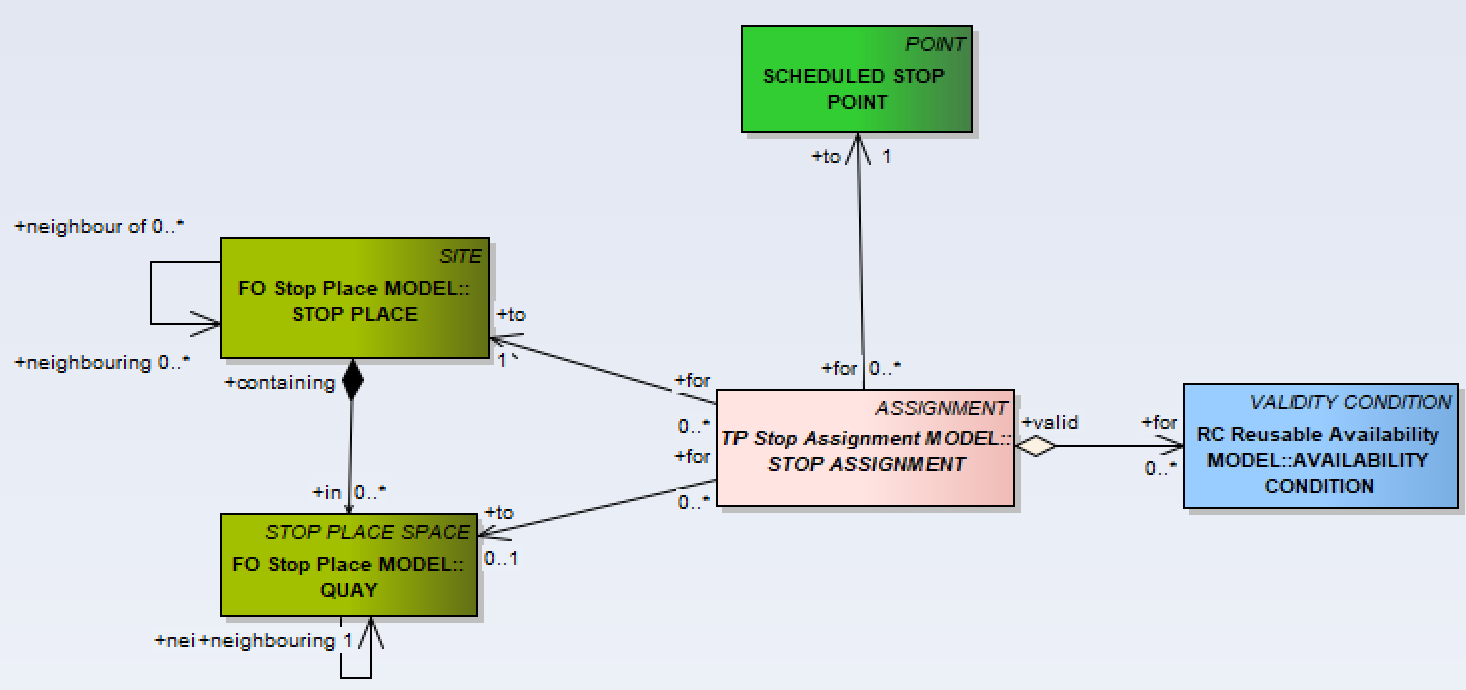 POINT
SCHEDULED STOP
POINT
+to
1
+neighbour of 0..*
SITE
FO Stop Place MODEL::
STOP PLACE
+neighbouring 0..*
+to
1
+containing
+for
0..*
+for
0..*
+for
0..*
ASSIGNMENT
TP Stop Assignment MODEL::
STOP ASSIGNMENT
+valid
+for
0..*
VALIDITY CONDITION
RC Reusable Availability
MODEL::AVAILABILITY
CONDITION
+in
0..*
+to
0..1
STOP PLACE SPACE
FO Stop Place MODEL::
QUAY
+nei
+neighbouring 1